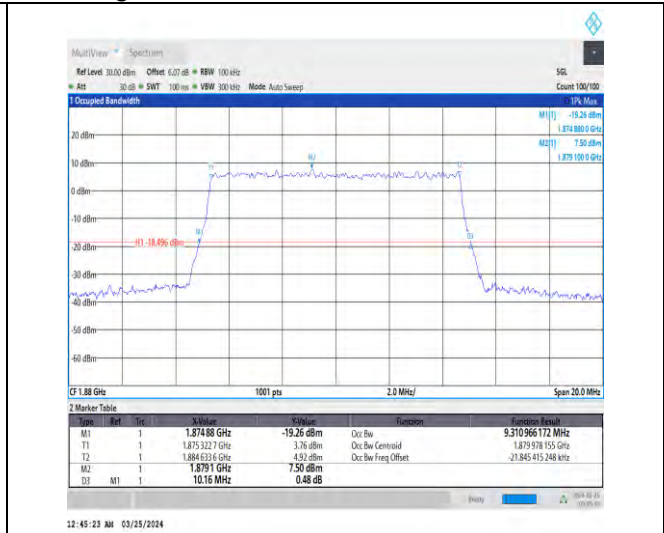 MultiView Spectrum
Ref Level 30.00 dBm Offset 6.07 dB RBW 100 kHz SGL
Att 30 dB SWT 100 ms VBW 300 kHz Mode Auto Sweep Count 100/100
1 Occupied Bandwidth 1Pk Max
M1[1] -19.26 dBm
1.874 880 0 GHz
20 dBm M2[1] 7.50 dBm
1.879 100 0 GHz
10 dBm M2
T1 T2
0 dBm
-10 dBm
M1 D3
-20 dBm H1 -18.496 dBm
-30 dBm
-40 dBm
-50 dBm
-60 dBm
CF 1.88 GHz 1001 pts 2.0 MHz/ Span 20.0 MHz
2 Marker Table
Type Ref Trc X-Value Y-Value Function Function Result
M1 1 1.874 88 GHz -19.26 dBm Occ Bw 9.310 966 172 MHz
T1 1 1.875 322 7 GHz 3.76 dBm Occ Bw Centroid 1.879 978 155 GHz
T2 1 1.884 633 6 GHz 4.92 dBm Occ Bw Freq Offset -21.845 415 248 kHz
M2 1 1.879 1 GHz 7.50 dBm
D3 M1 1 10.16 MHz 0.48 dB
12:45:23 AM 03/25/2024